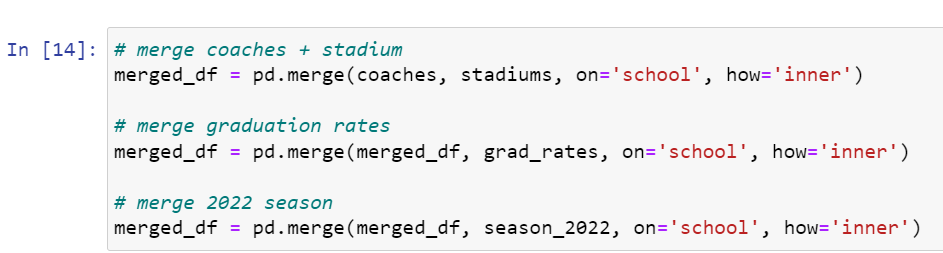 In [14]: # merge coaches + stadium
merged_df = pd.merge(coaches, stadiums, on='school', how='inner')
# merge graduation rates
merged_df = pd.merge(merged_df, grad_rates, on='school', how='inner')
# merge 2022 season
merged_df = pd.merge(merged_df, season_2022, on='school', how='inner')